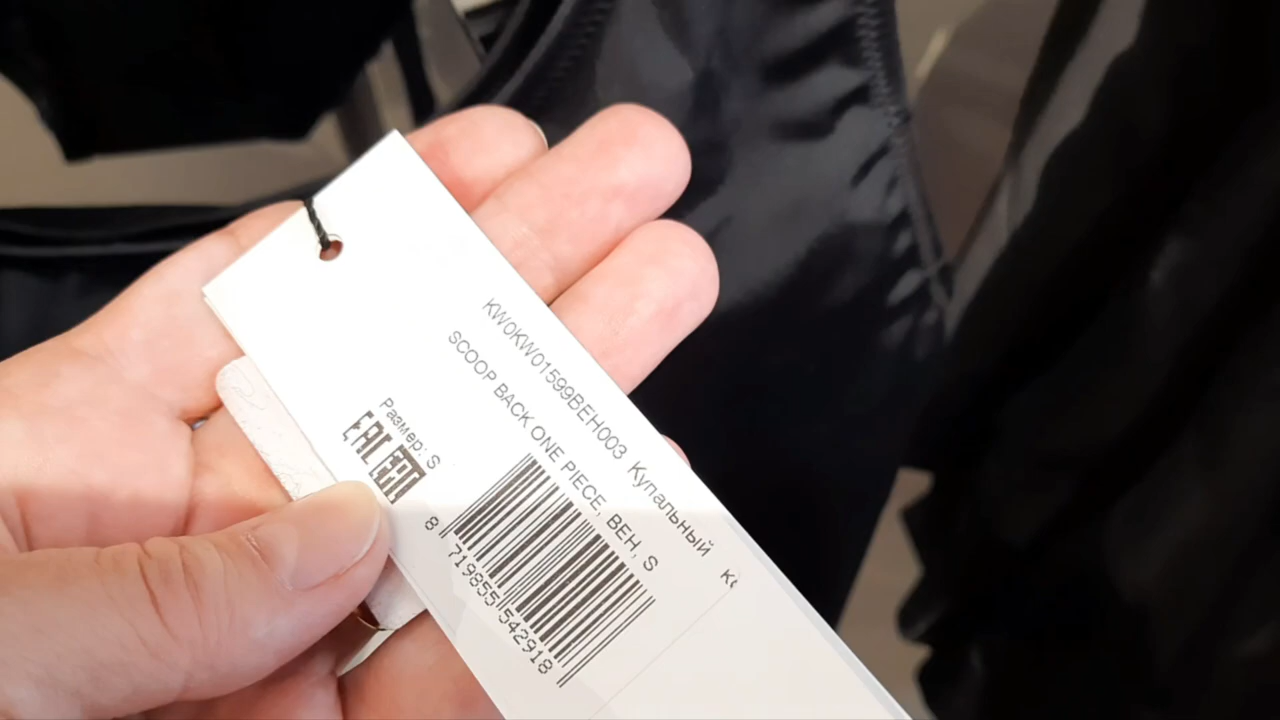 KW0KW01599BEH003 Купальный
SCOOP BACK ONE PIECE, BEH, S
Размер: S
EAC
8 719855 542918